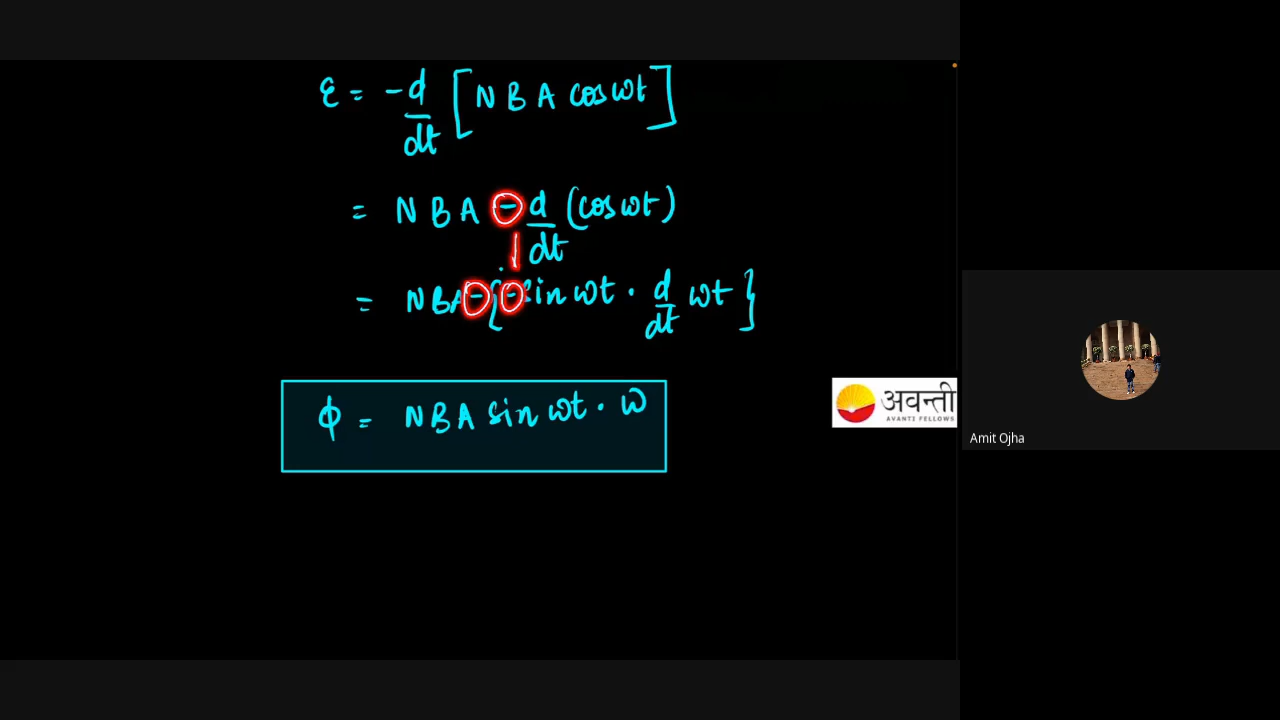 ε = - d/dt [ N B A cos ωt ]
= N B A - d/dt (cos ωt)
= N B A - { - sin ωt · d/dt ωt }
ϕ = N B A sin ωt · ω
अवन्ती
AVANTI FELLOWS
Amit Ojha